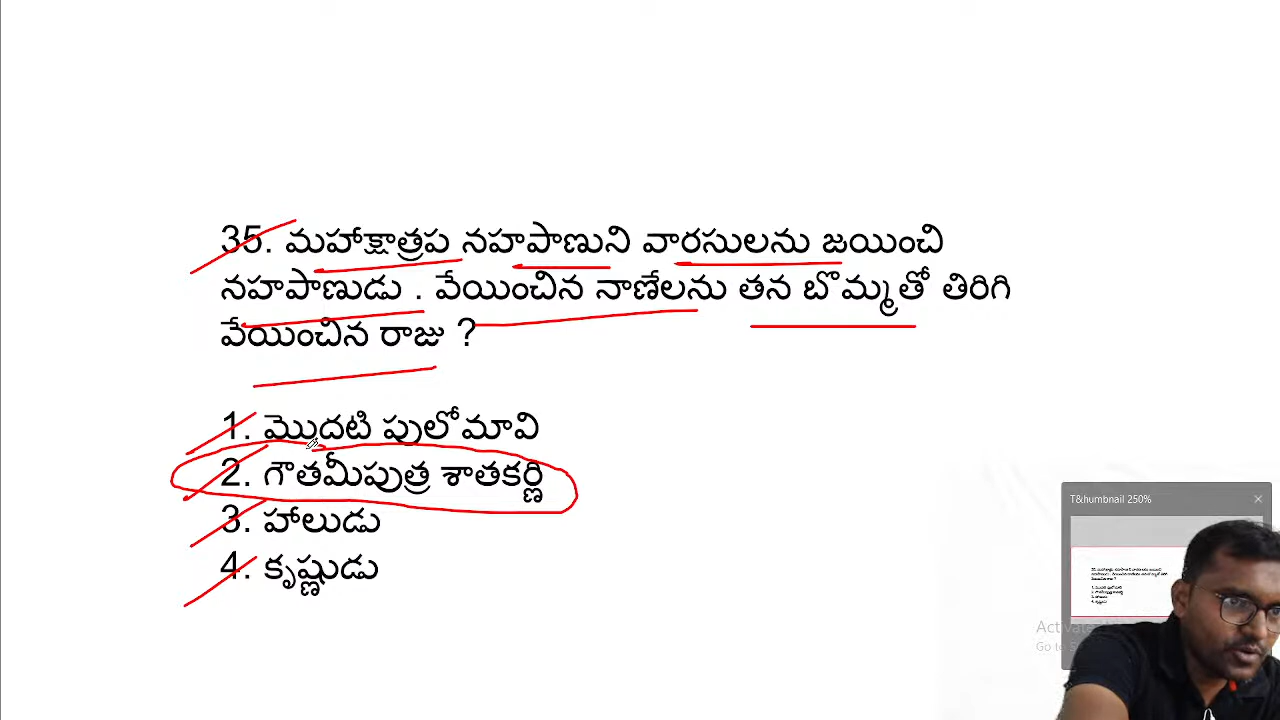 35. మహాక్షాత్రప నహపాణుని వారసులను జయించి
నహపాణుడు . వేయించిన నాణేలను తన బొమ్మతో తిరిగి
వేయించిన రాజు ?
1. మొదటి పులోమావి
2. గౌతమీపుత్ర శాతకర్ణి
3. హాలుడు
4. కృష్ణుడు
T&humbnail 250%